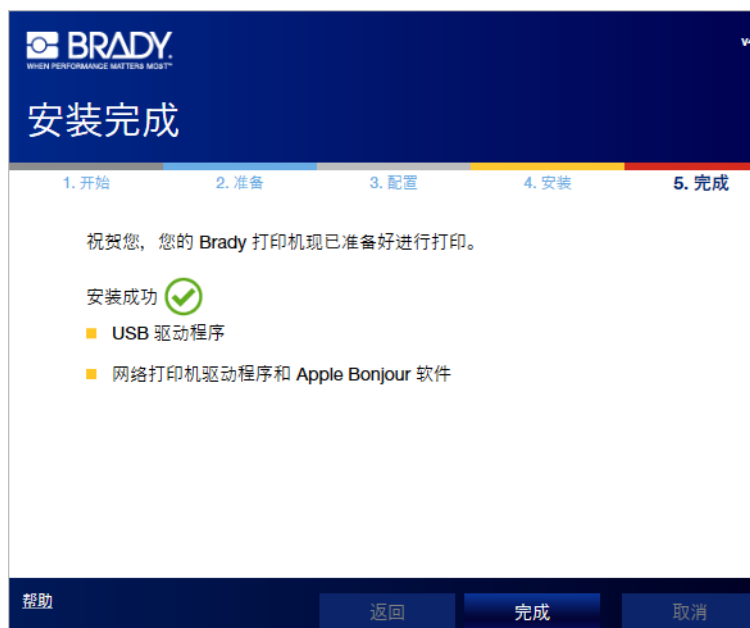 BRADY.
WHEN PERFORMANCE MATTERS MOST™
安装完成
1. 开始 2. 准备 3. 配置 4. 安装 5. 完成
祝贺您，您的 Brady 打印机现已准备好进行打印。
安装成功
USB 驱动程序
网络打印机驱动程序和 Apple Bonjour 软件
帮助 返回 完成 取消